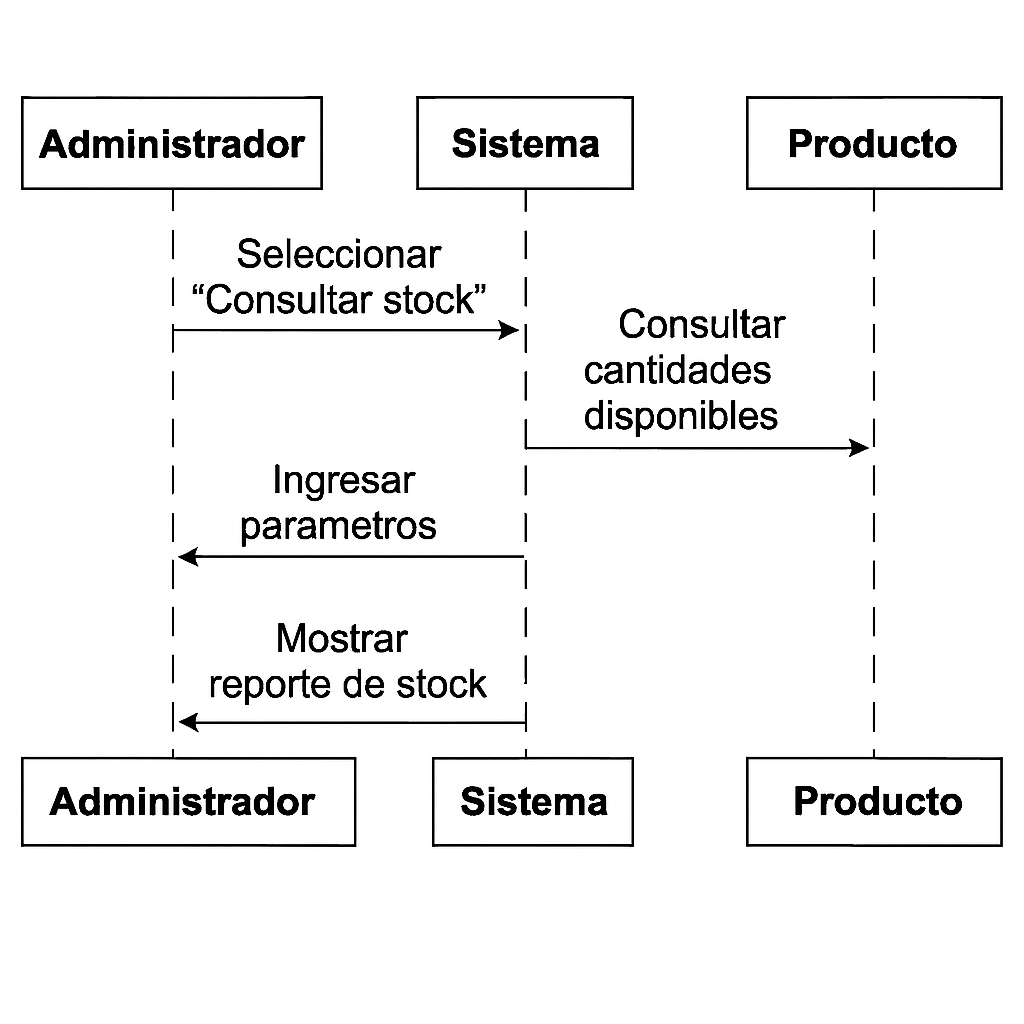 Administrador
Sistema
Producto
Seleccionar
“Consultar stock”
Consultar
cantidades
disponibles
Ingresar
parametros
Mostrar
reporte de stock
Administrador
Sistema
Producto